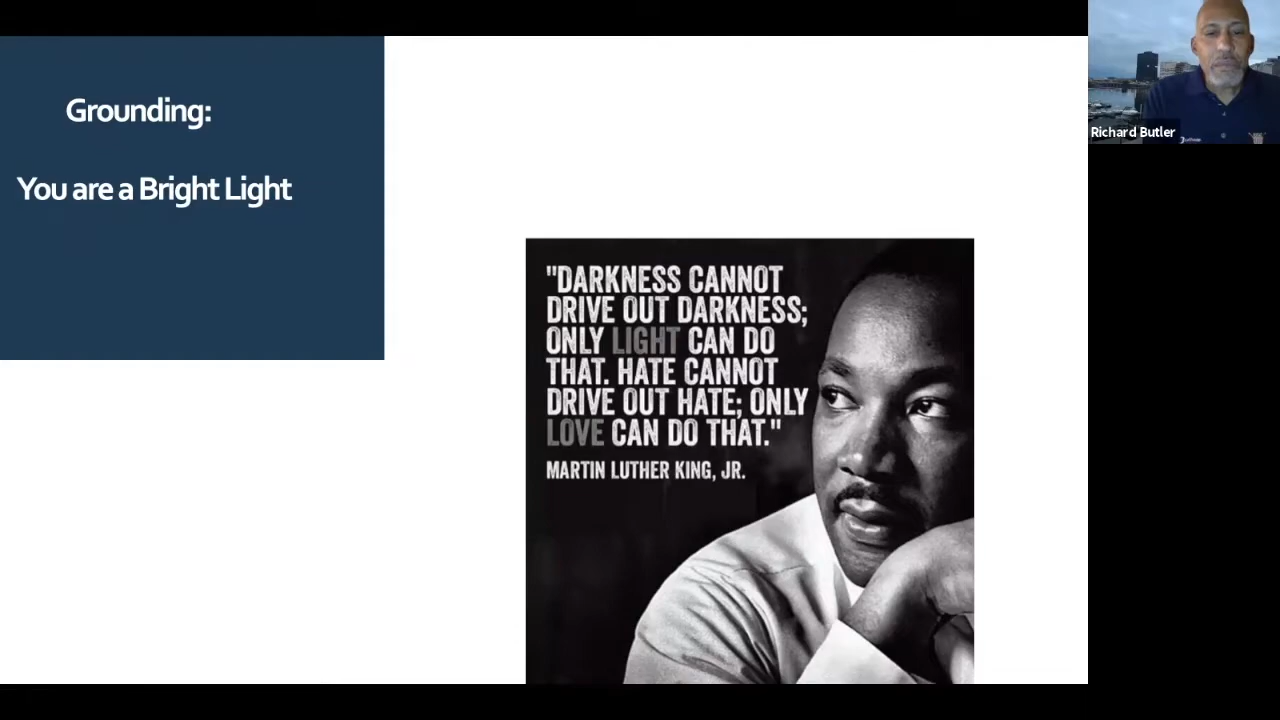 Grounding:
You are a Bright Light
"DARKNESS CANNOT
DRIVE OUT DARKNESS;
ONLY LIGHT CAN DO
THAT. HATE CANNOT
DRIVE OUT HATE; ONLY
LOVE CAN DO THAT."
MARTIN LUTHER KING, JR.
Richard Butler